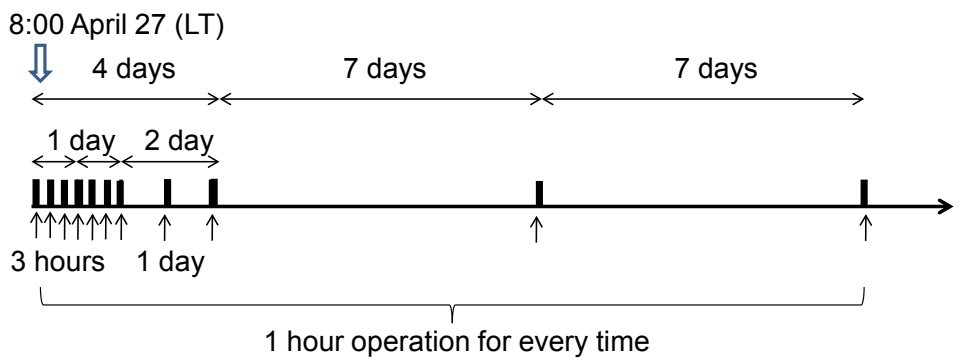 8:00 April 27 (LT)
4 days 7 days 7 days
1 day 2 day
3 hours 1 day
1 hour operation for every time